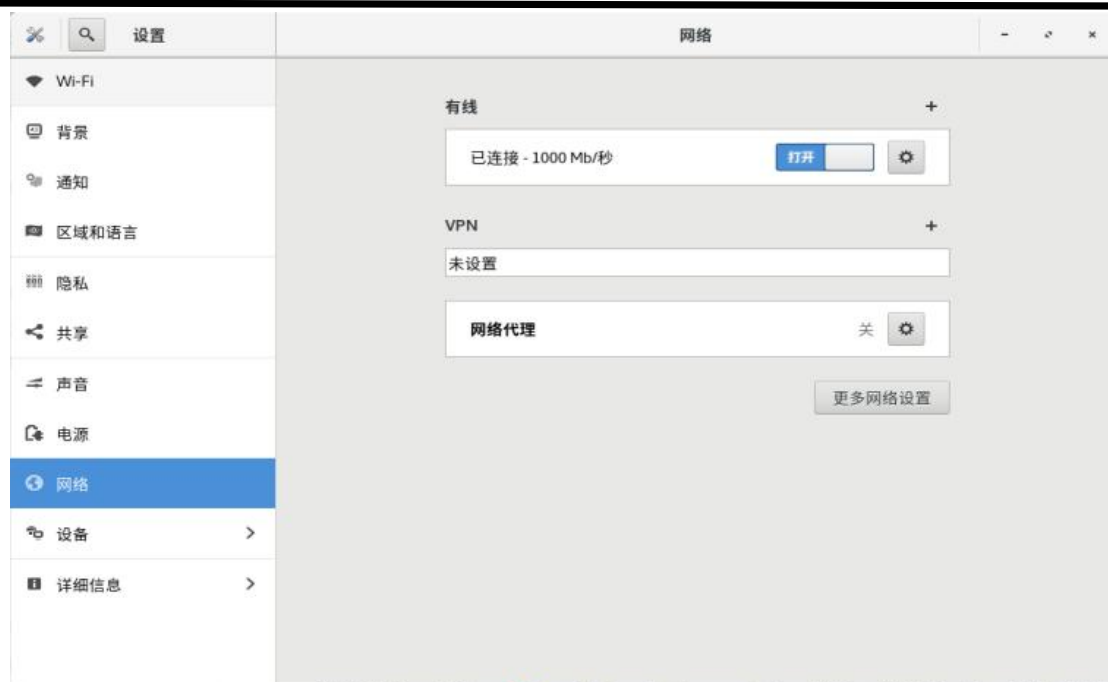 设置
网络
Wi-Fi
背景
通知
区域和语言
隐私
共享
声音
电源
网络
设备
详细信息
有线
已连接 - 1000 Mb/秒
打开
VPN
未设置
网络代理
关
更多网络设置